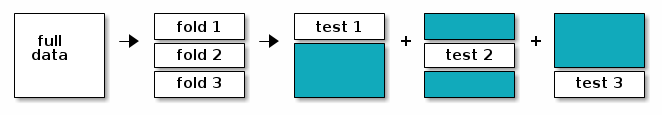 full
data
fold 1
fold 2
fold 3
test 1
+
test 2
+
test 3